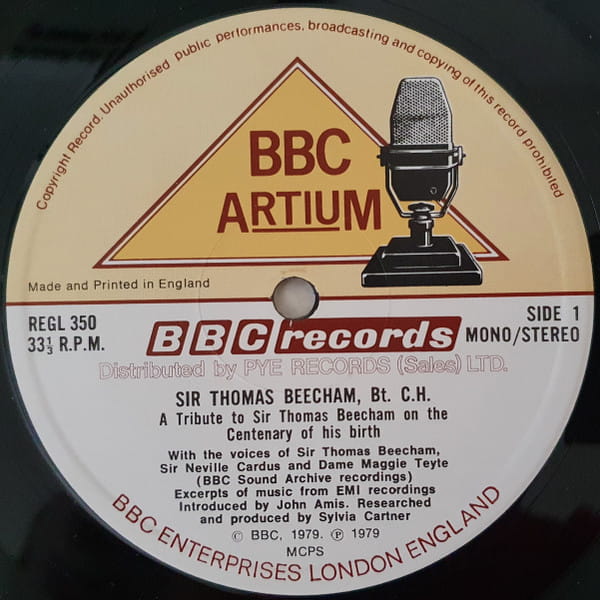 Copyright Record. Unauthorised public performances, broadcasting and copying of this record prohibited
BBC
ARTIUM
Made and Printed in England
REGL 350
33⅓ R.P.M.
SIDE 1
MONO/STEREO
BBC records
Distributed by PYE RECORDS (Sales) LTD.
SIR THOMAS BEECHAM, Bt. C.H.
A Tribute to Sir Thomas Beecham on the
Centenary of his birth
With the voices of Sir Thomas Beecham,
Sir Neville Cardus and Dame Maggie Teyte
(BBC Sound Archive recordings)
Excerpts of music from EMI recordings
Introduced by John Amis. Researched
and produced by Sylvia Cartner
© BBC, 1979. ℗ 1979
MCPS
BBC ENTERPRISES LONDON ENGLAND